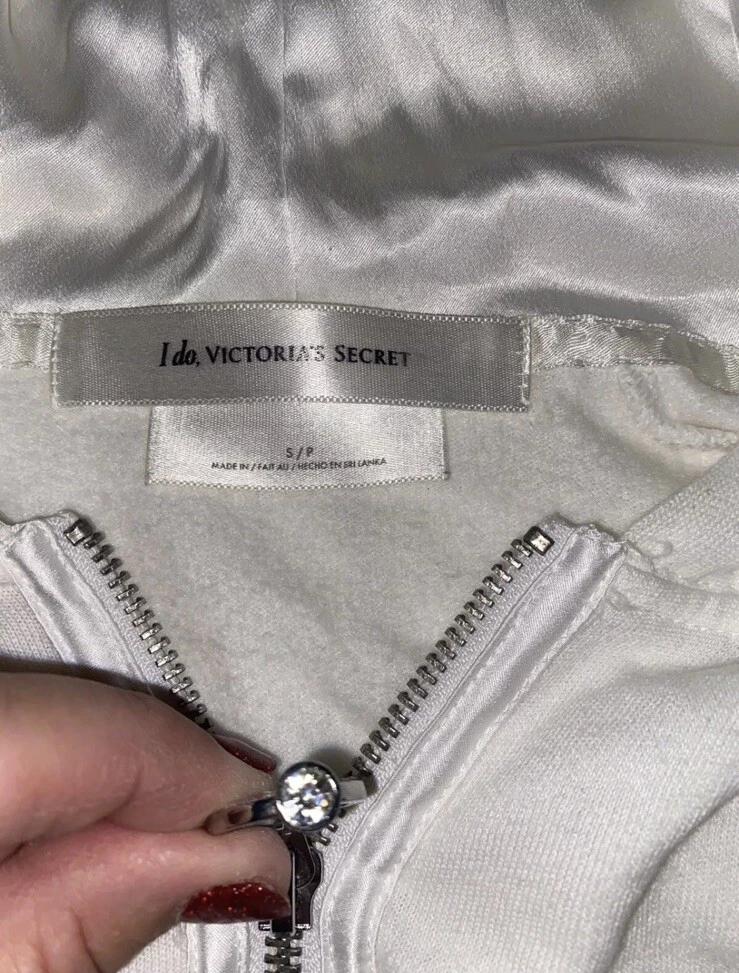 I do, VICTORIA'S SECRET
S / P
MADE IN / FAIT AU / HECHO EN SRI LANKA